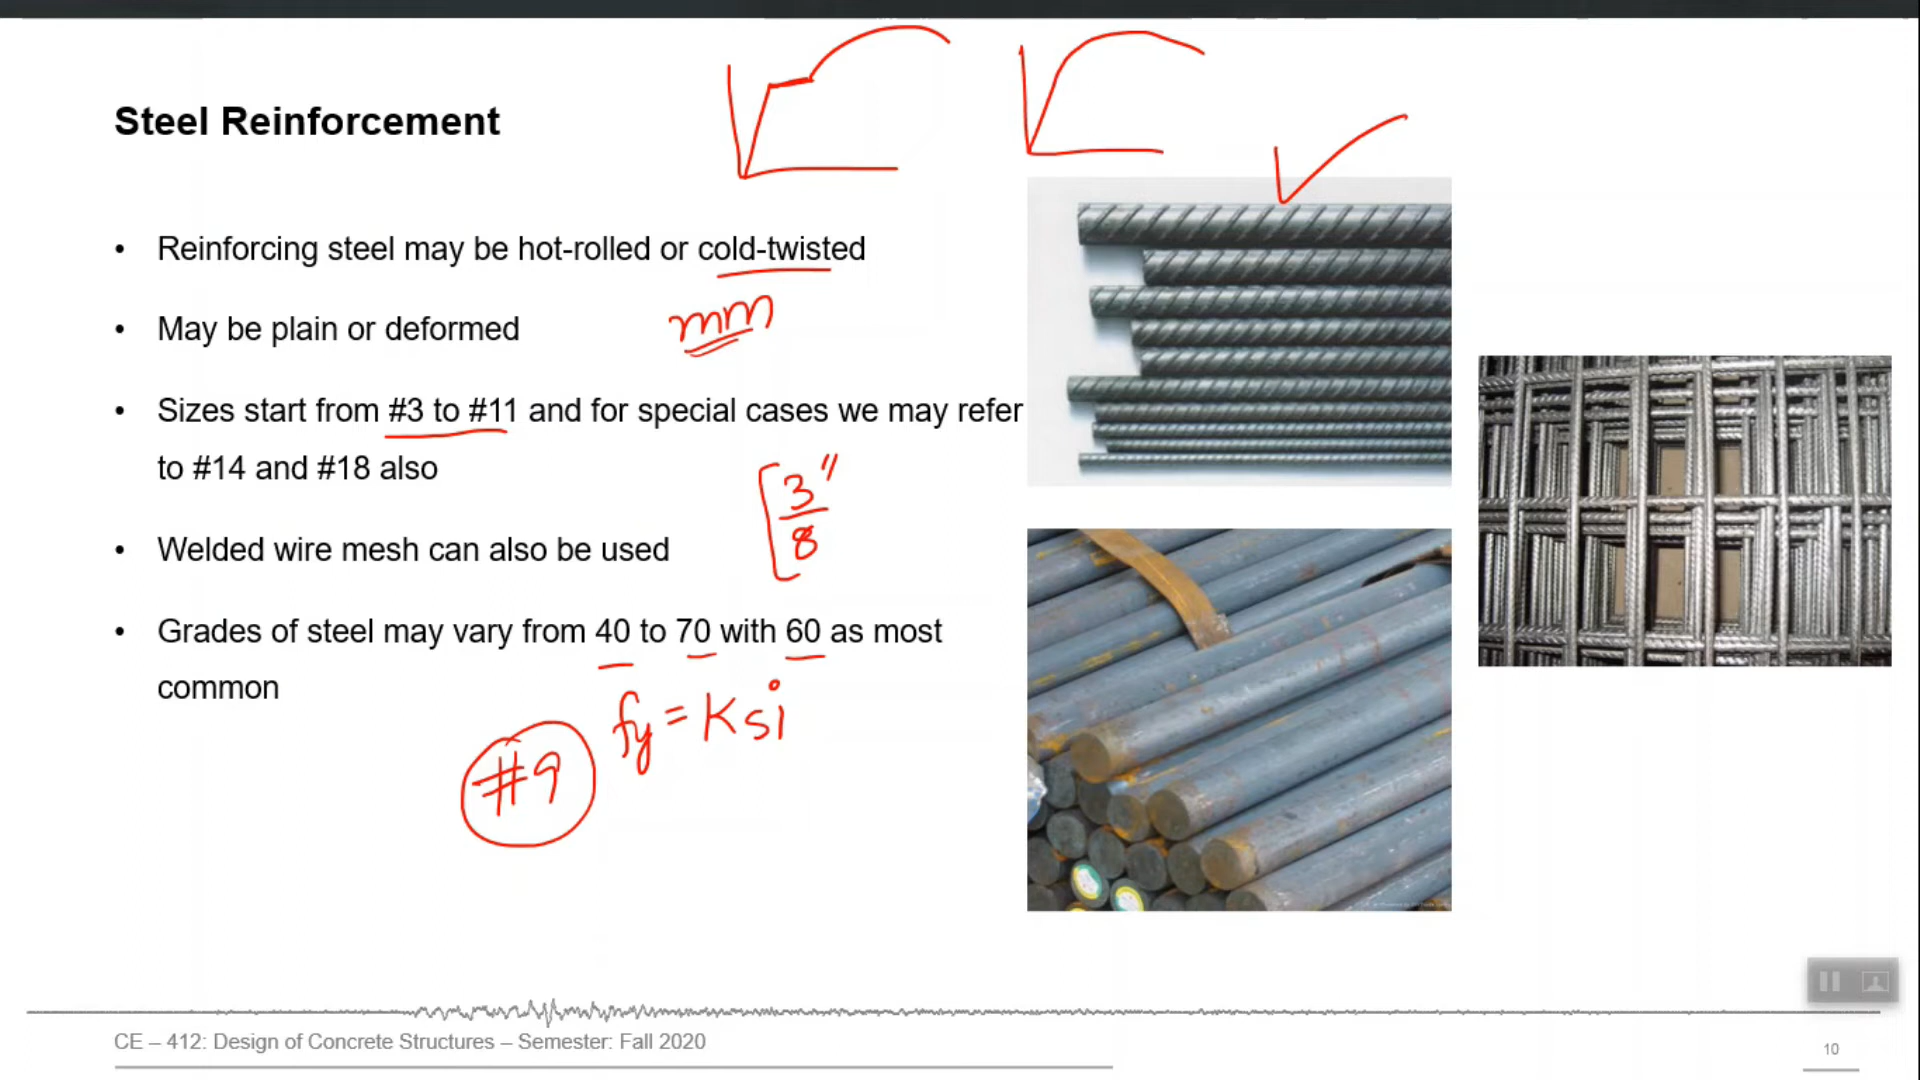 Steel Reinforcement
• Reinforcing steel may be hot-rolled or cold-twisted
mm
• May be plain or deformed
• Sizes start from #3 to #11 and for special cases we may refer
to #14 and #18 also
3"
8
• Welded wire mesh can also be used
• Grades of steel may vary from 40 to 70 with 60 as most
common
fy = Ksi
#9
CE – 412: Design of Concrete Structures – Semester: Fall 2020
10